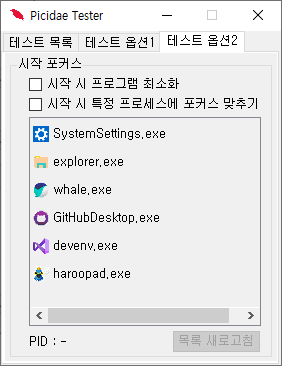 Picidae Tester
테스트 목록 테스트 옵션1 테스트 옵션2
시작 포커스
시작 시 프로그램 최소화
시작 시 특정 프로세스에 포커스 맞추기
SystemSettings.exe
explorer.exe
whale.exe
GitHubDesktop.exe
devenv.exe
haroopad.exe
PID : - 목록 새로고침